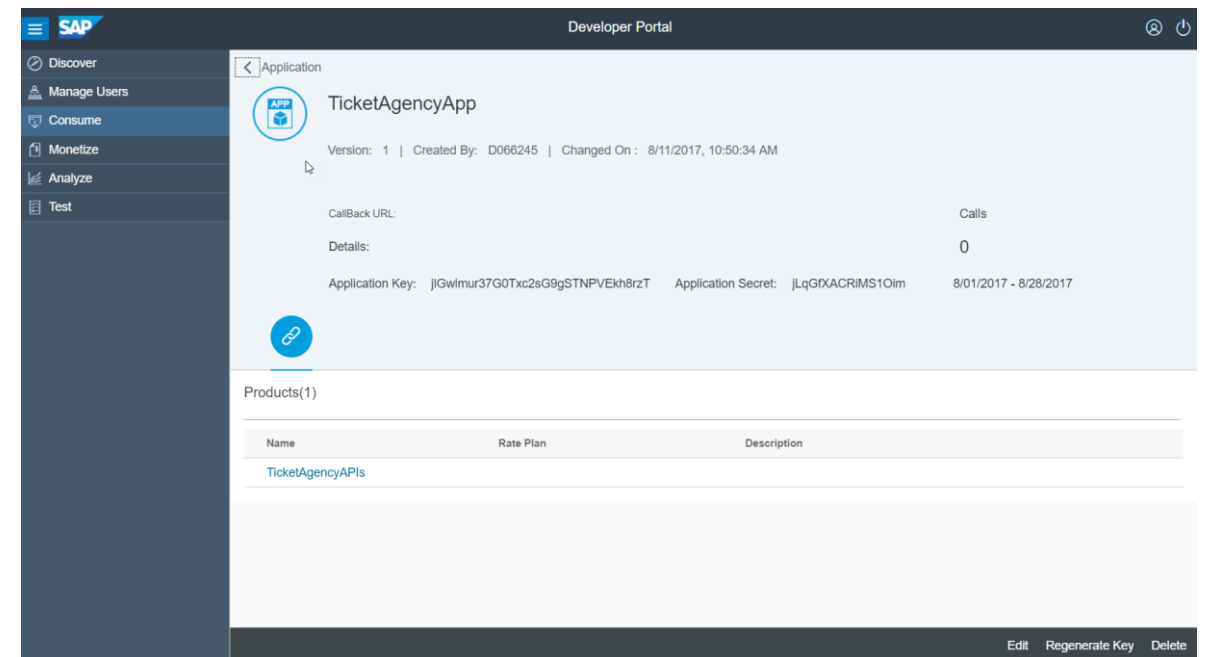 SAP
Developer Portal
Discover
Manage Users
Consume
Monetize
Analyze
Test
Application
APP
TicketAgencyApp
Version: 1 | Created By: D066245 | Changed On : 8/11/2017, 10:50:34 AM
CallBack URL:
Calls
Details:
0
Application Key: jlGwlmur37G0Txc2sG9gSTNPVEkh8rzT Application Secret: jLqGfXACRiMS1Oim 8/01/2017 - 8/28/2017
Products(1)
Name Rate Plan Description
TicketAgencyAPIs
Edit Regenerate Key Delete